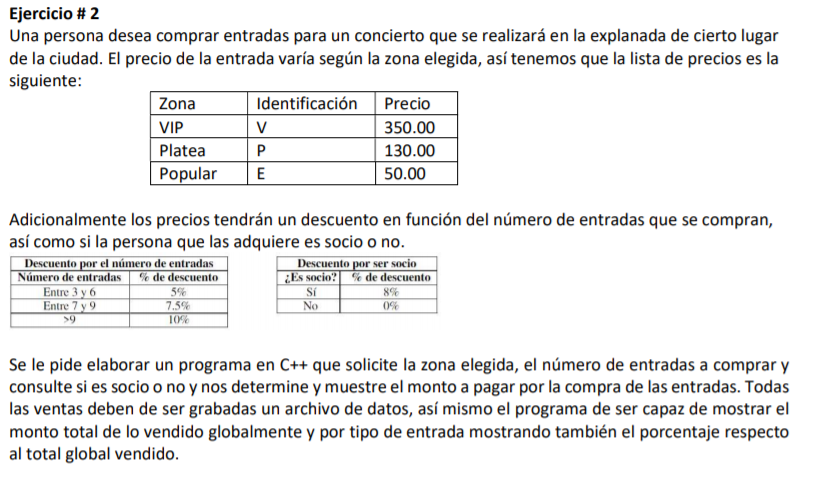 Ejercicio # 2
Una persona desea comprar entradas para un concierto que se realizará en la explanada de cierto lugar
de la ciudad. El precio de la entrada varía según la zona elegida, así tenemos que la lista de precios es la
siguiente:
Zona Identificación Precio
VIP V 350.00
Platea P 130.00
Popular E 50.00
Adicionalmente los precios tendrán un descuento en función del número de entradas que se compran,
así como si la persona que las adquiere es socio o no.
Descuento por el número de entradas
Número de entradas % de descuento
Entre 3 y 6 5%
Entre 7 y 9 7.5%
>9 10%
Descuento por ser socio
¿Es socio? % de descuento
Sí 8%
No 0%
Se le pide elaborar un programa en C++ que solicite la zona elegida, el número de entradas a comprar y
consulte si es socio o no y nos determine y muestre el monto a pagar por la compra de las entradas. Todas
las ventas deben de ser grabadas un archivo de datos, así mismo el programa de ser capaz de mostrar el
monto total de lo vendido globalmente y por tipo de entrada mostrando también el porcentaje respecto
al total global vendido.